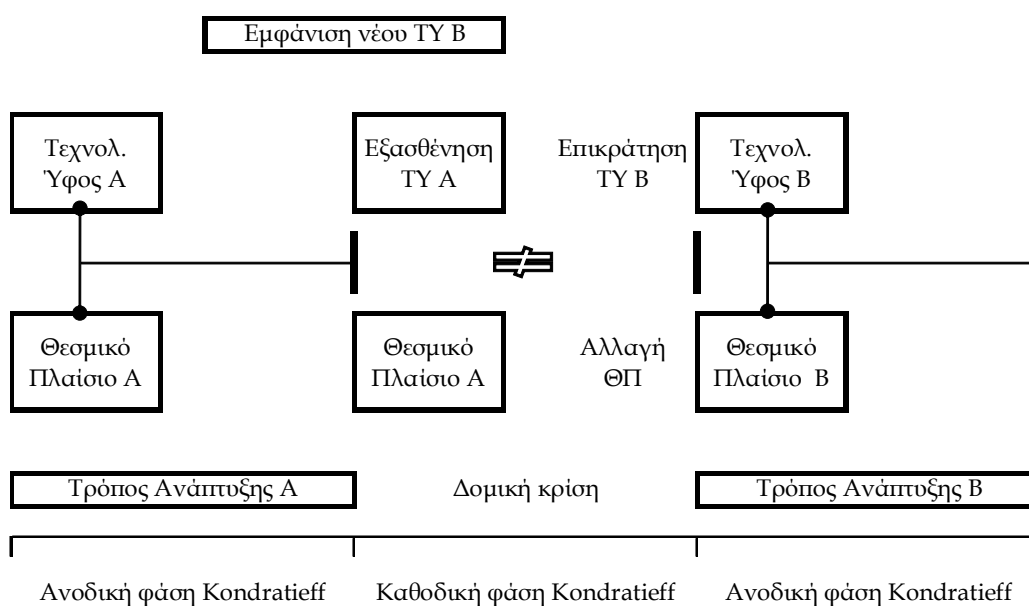 Εμφάνιση νέου ΤΥ Β
Τεχνολ.
Ύφος Α
Εξασθένηση
ΤΥ Α
Επικράτηση
ΤΥ Β
Τεχνολ.
Ύφος Β
Θεσμικό
Πλαίσιο Α
Θεσμικό
Πλαίσιο Α
Αλλαγή
ΘΠ
Θεσμικό
Πλαίσιο Β
Τρόπος Ανάπτυξης Α
Δομική κρίση
Τρόπος Ανάπτυξης Β
Ανοδική φάση Kondratieff
Καθοδική φάση Kondratieff
Ανοδική φάση Kondratieff